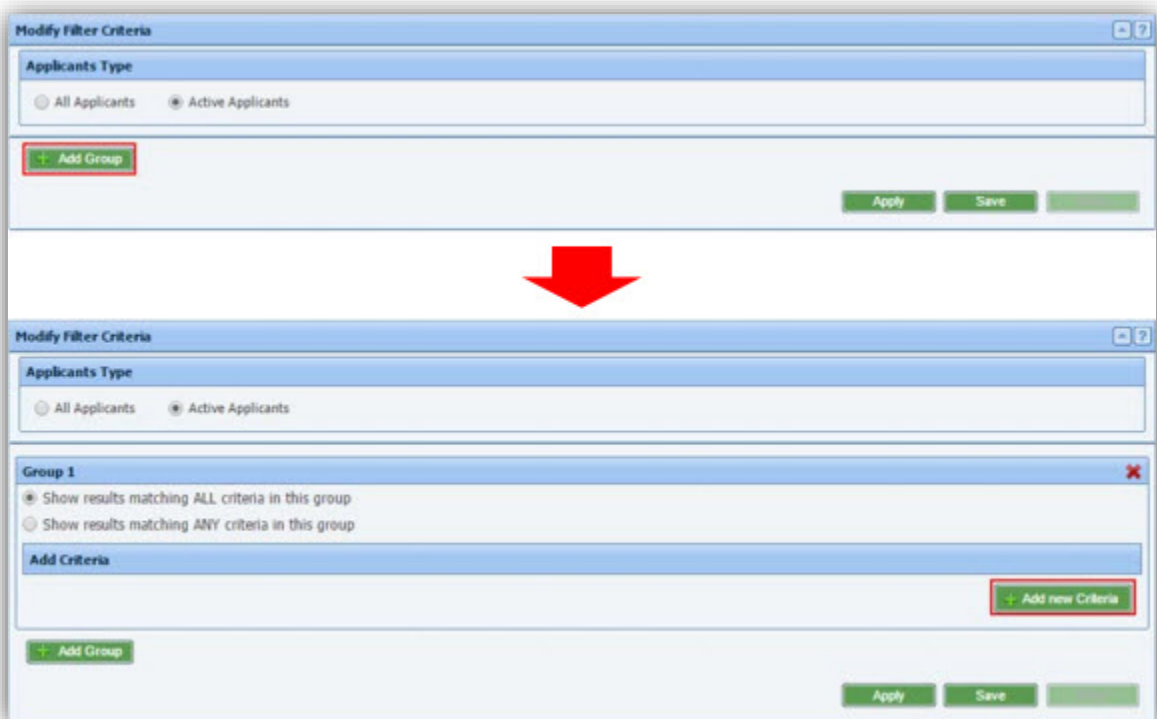 Modify Filter Criteria ?
Applicants Type
All Applicants Active Applicants
+ Add Group
Apply Save
Modify Filter Criteria ?
Applicants Type
All Applicants Active Applicants
Group 1
Show results matching ALL criteria in this group
Show results matching ANY criteria in this group
Add Criteria
+ Add new Criteria
+ Add Group
Apply Save